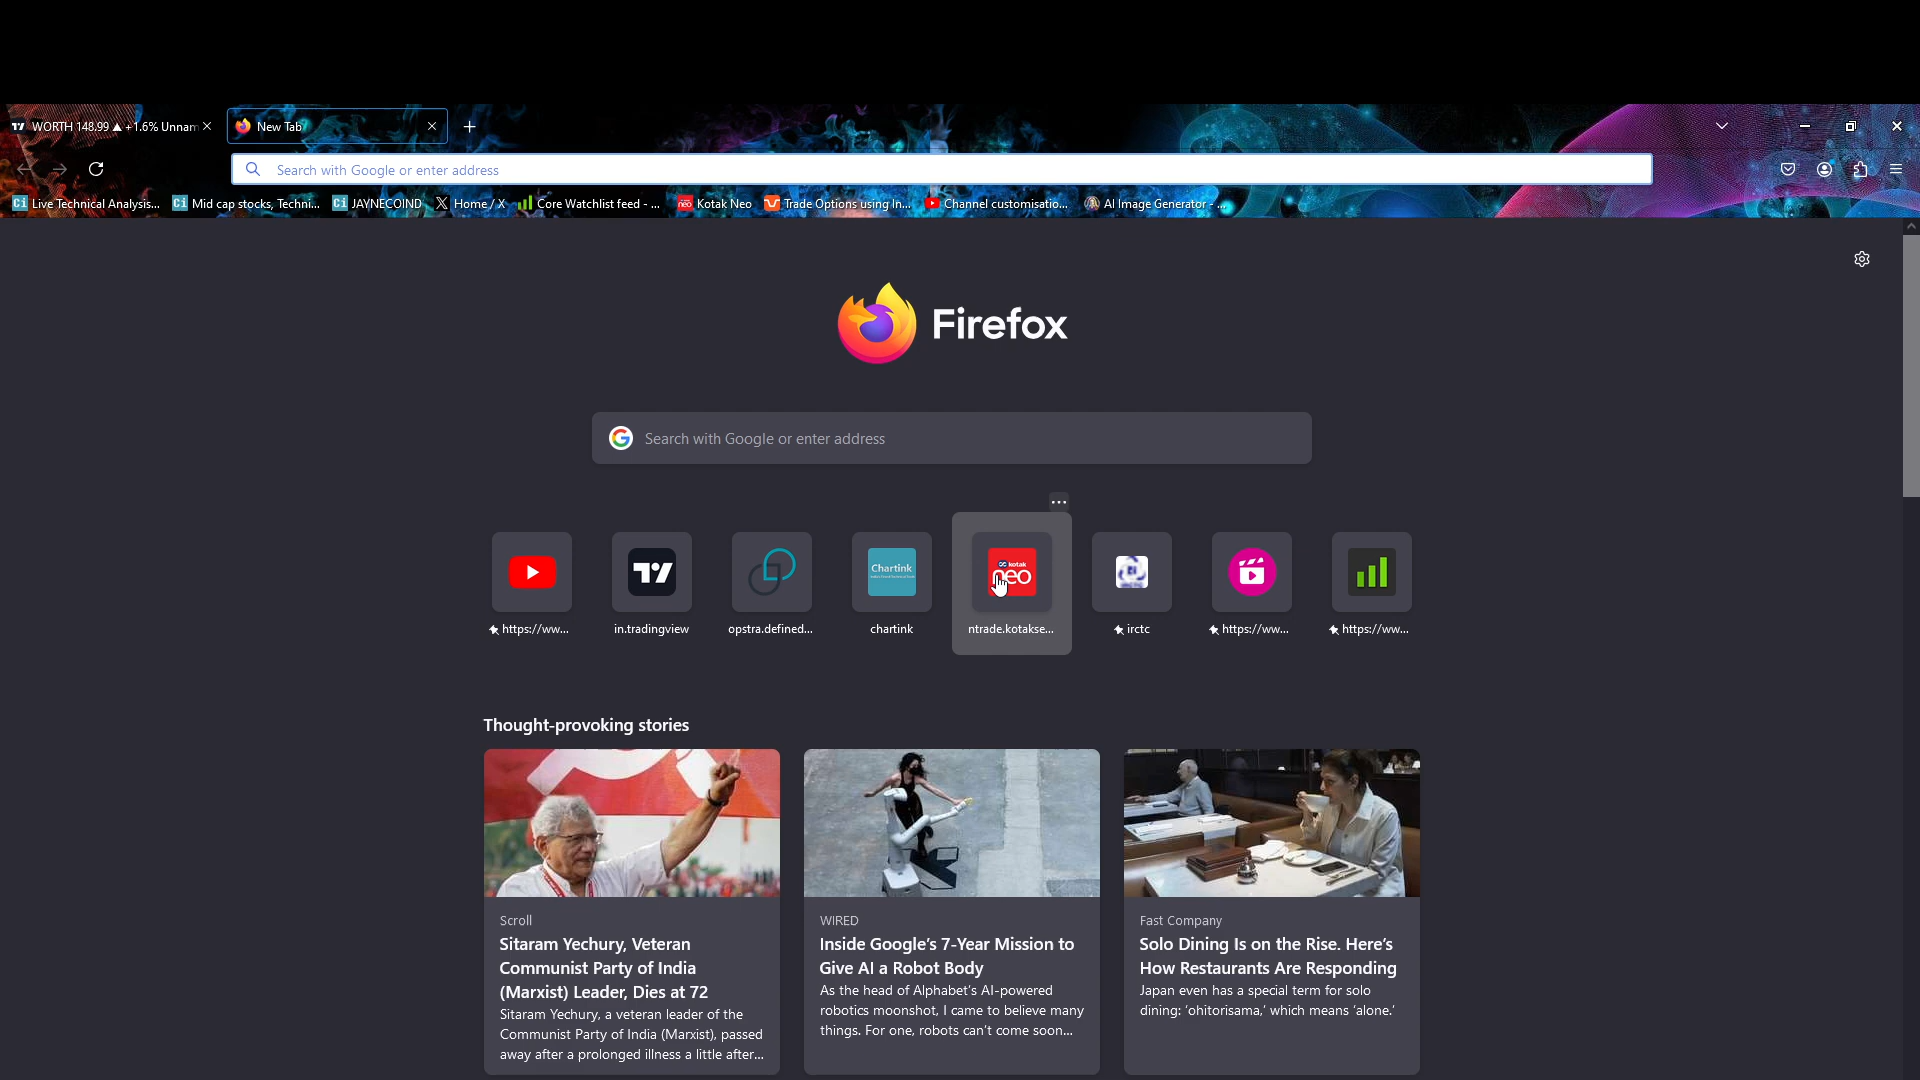 WORTH 148.99 ▲ +1.6% Unnam
New Tab
Search with Google or enter address
Live Technical Analysis...
Mid cap stocks, Techni...
JAYNECOIND
Home / X
Core Watchlist feed - ...
Kotak Neo
Trade Options using In...
Channel customisatio...
AI Image Generator - ...
Firefox
Search with Google or enter address
Chartink
kotak
neo
https://ww...
in.tradingview
opstra.defined...
chartink
ntrade.kotakse...
irctc
https://ww...
https://ww...
Thought-provoking stories
Scroll
Sitaram Yechury, Veteran
Communist Party of India
(Marxist) Leader, Dies at 72
Sitaram Yechury, a veteran leader of the
Communist Party of India (Marxist), passed
away after a prolonged illness a little after...
WIRED
Inside Google's 7-Year Mission to
Give AI a Robot Body
As the head of Alphabet's AI-powered
robotics moonshot, I came to believe many
things. For one, robots can't come soon...
Fast Company
Solo Dining Is on the Rise. Here's
How Restaurants Are Responding
Japan even has a special term for solo
dining: 'ohitorisama,' which means 'alone.'